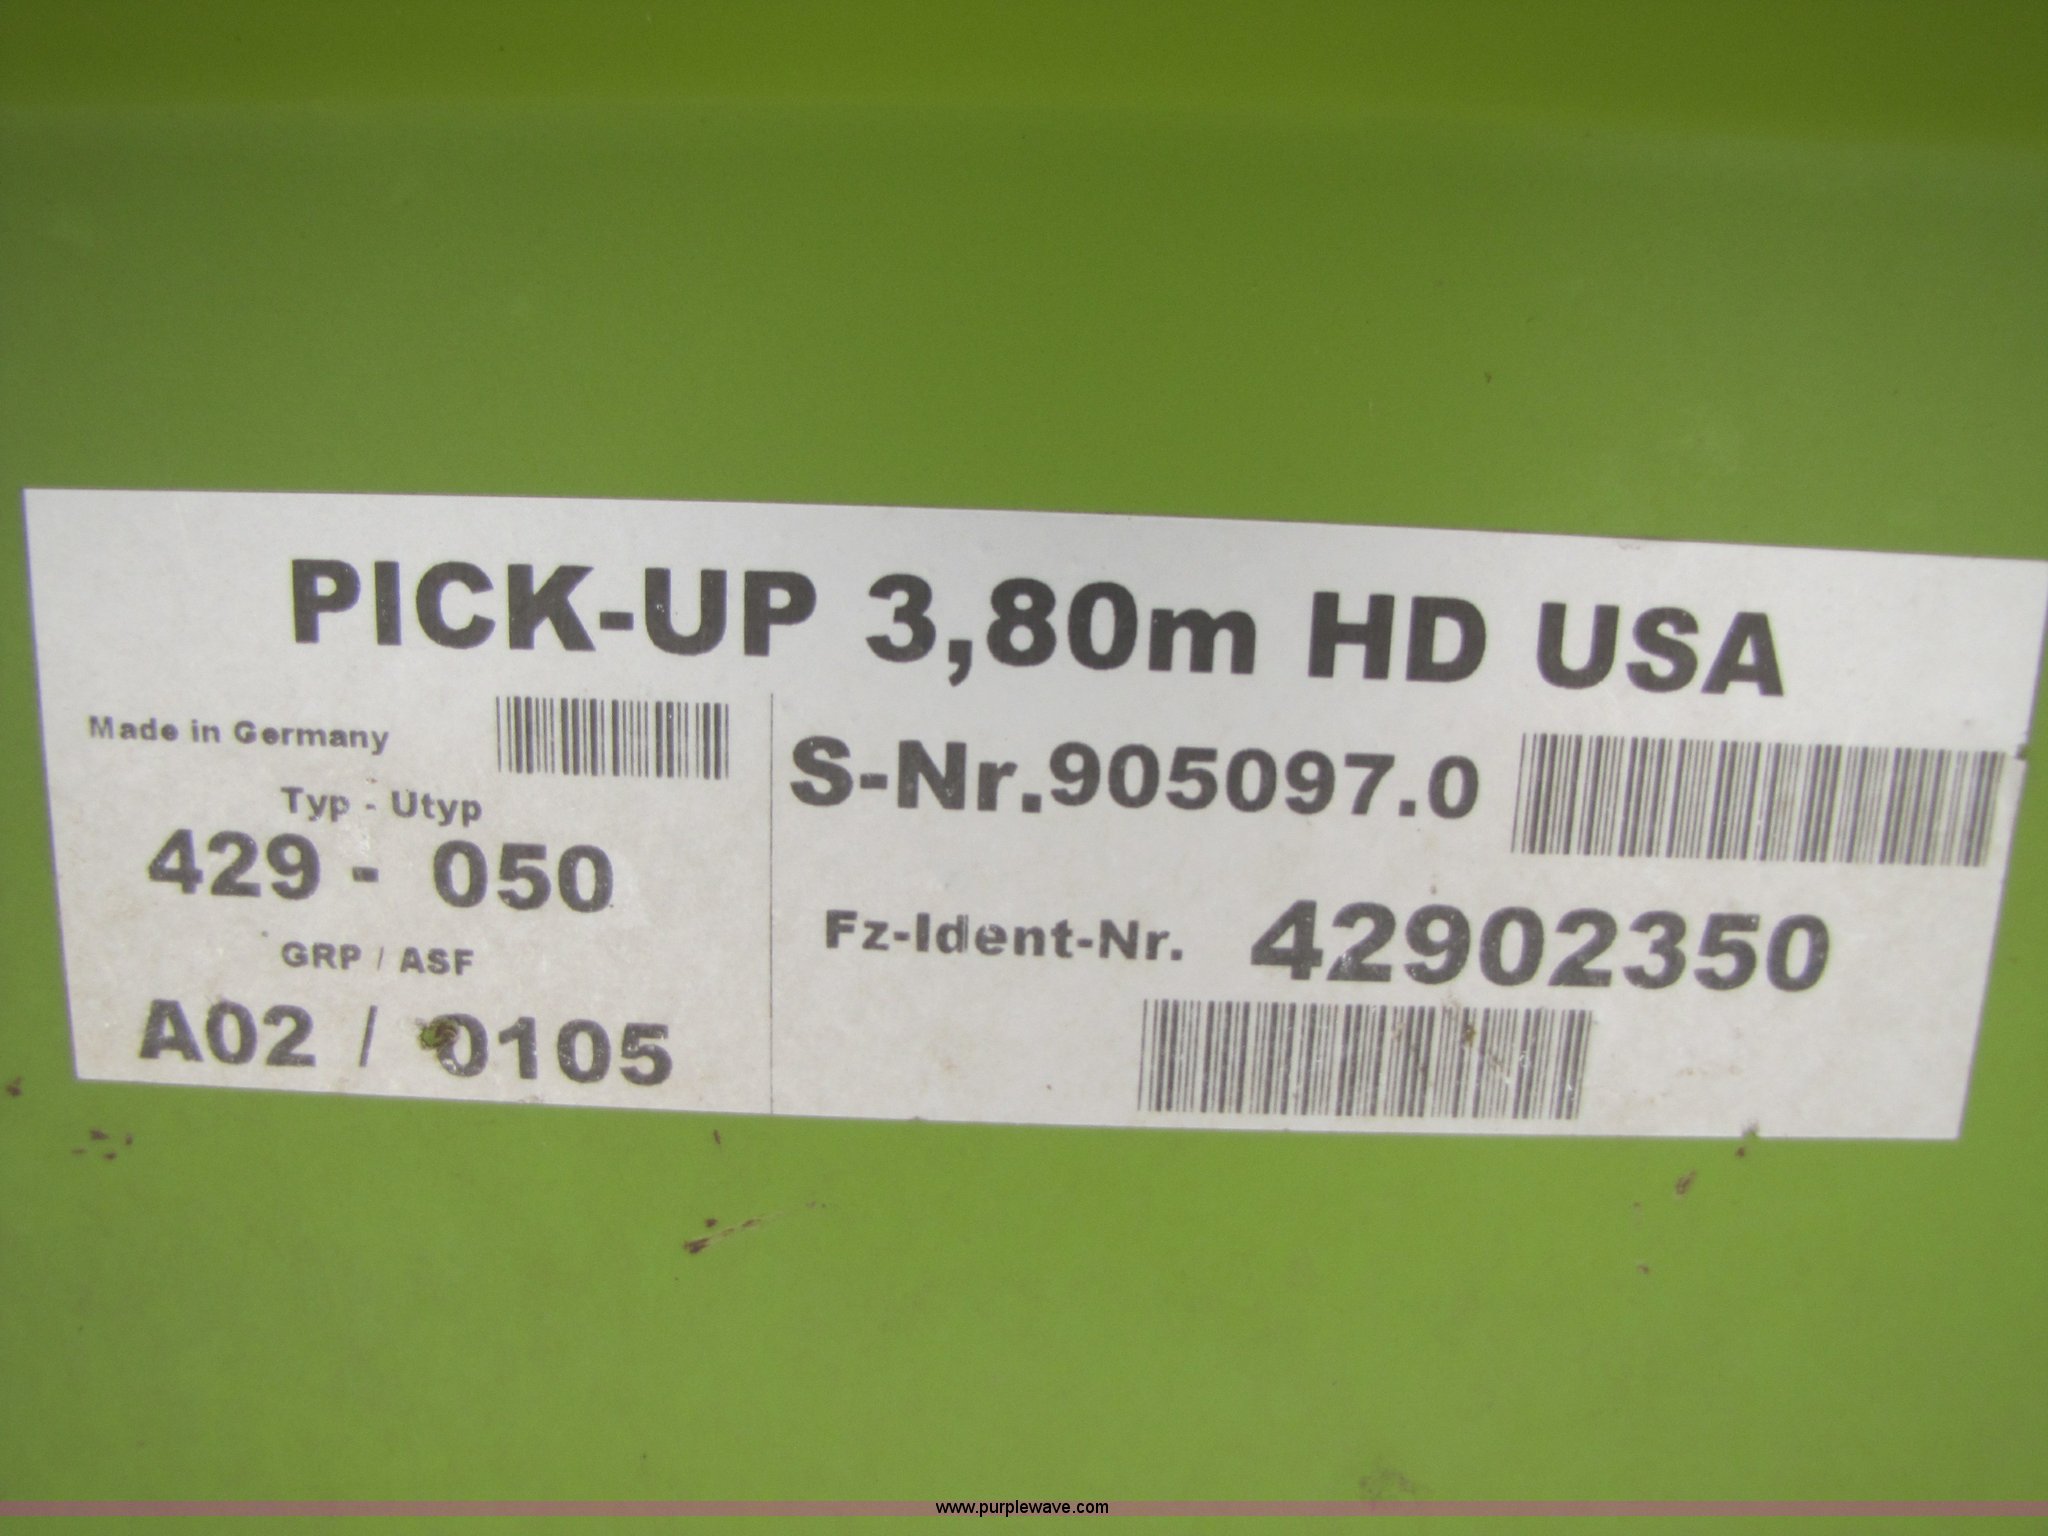 PICK-UP 3,80m HD USA
Made in Germany
Typ - Utyp
429 - 050
GRP / ASF
A02 / 0105
S-Nr.905097.0
Fz-Ident-Nr. 42902350
www.purplewave.com